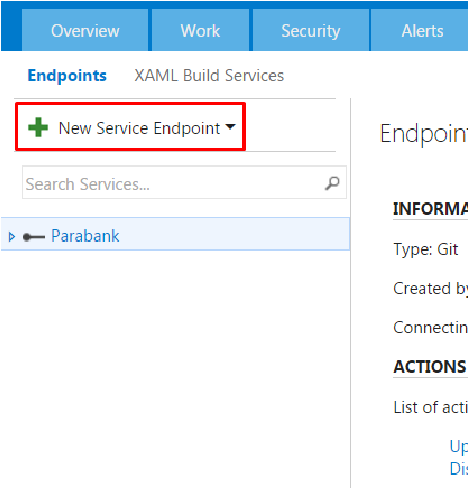 Overview Work Security Alerts
Endpoints XAML Build Services
New Service Endpoint
Search Services...
Parabank
Endpoin
INFORMA
Type: Git
Created by
Connectin
ACTIONS
List of acti
Up
Dis